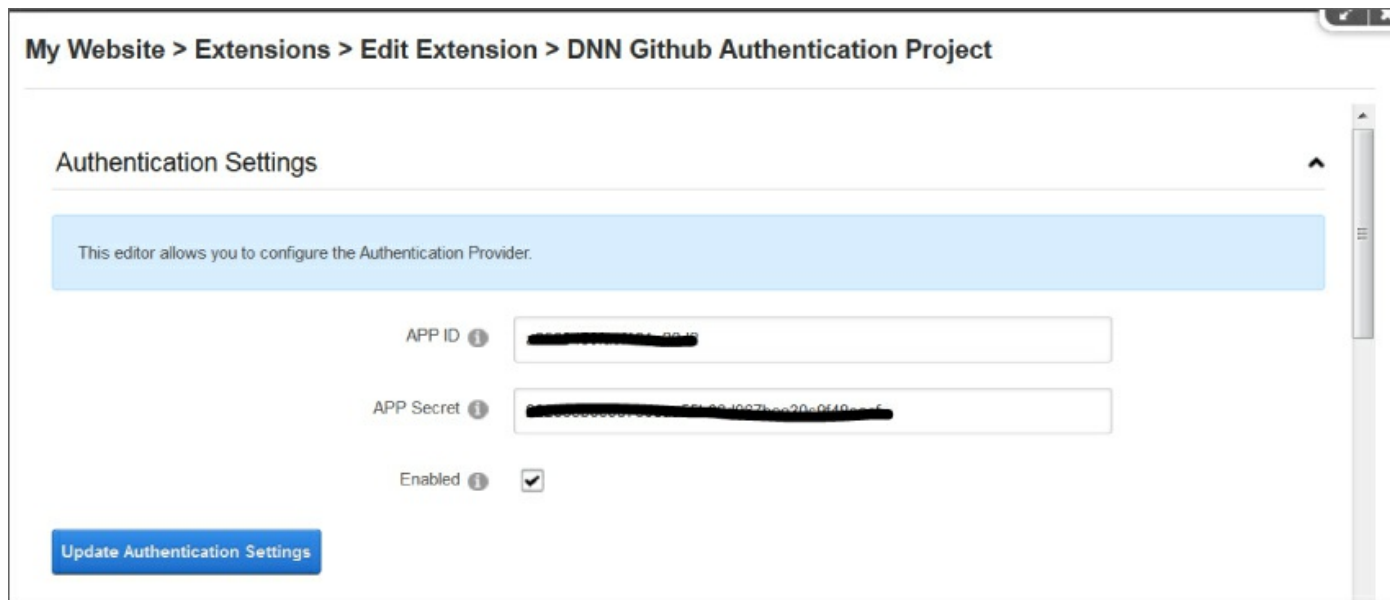 My Website > Extensions > Edit Extension > DNN Github Authentication Project
Authentication Settings
This editor allows you to configure the Authentication Provider.
APP ID
APP Secret
Enabled
Update Authentication Settings